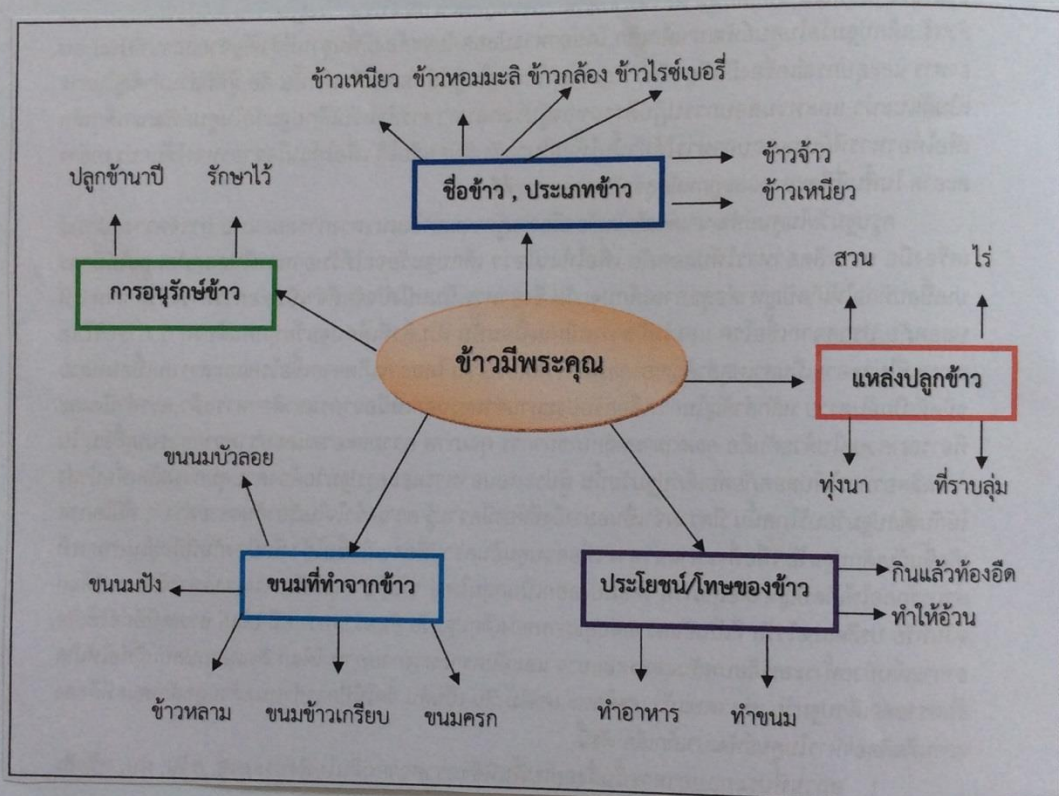 ข้าวเหนียว ข้าวหอมมะลิ ข้าวกล้อง ข้าวไรซ์เบอรี่
ปลูกข้านาปี รักษาไว้
ชื่อข้าว , ประเภทข้าว
ข้าวจ้าว
ข้าวเหนียว
การอนุรักษ์ข้าว
สวน ไร่
ข้าวมีพระคุณ
แหล่งปลูกข้าว
ทุ่งนา ที่ราบลุ่ม
ขนมบัวลอย
ขนนมปัง
ขนมที่ทำจากข้าว
ประโยชน์/โทษของข้าว
กินแล้วท้องอืด
ทำให้อ้วน
ข้าวหลาม ขนมข้าวเกรียบ ขนมครก
ทำอาหาร ทำขนม